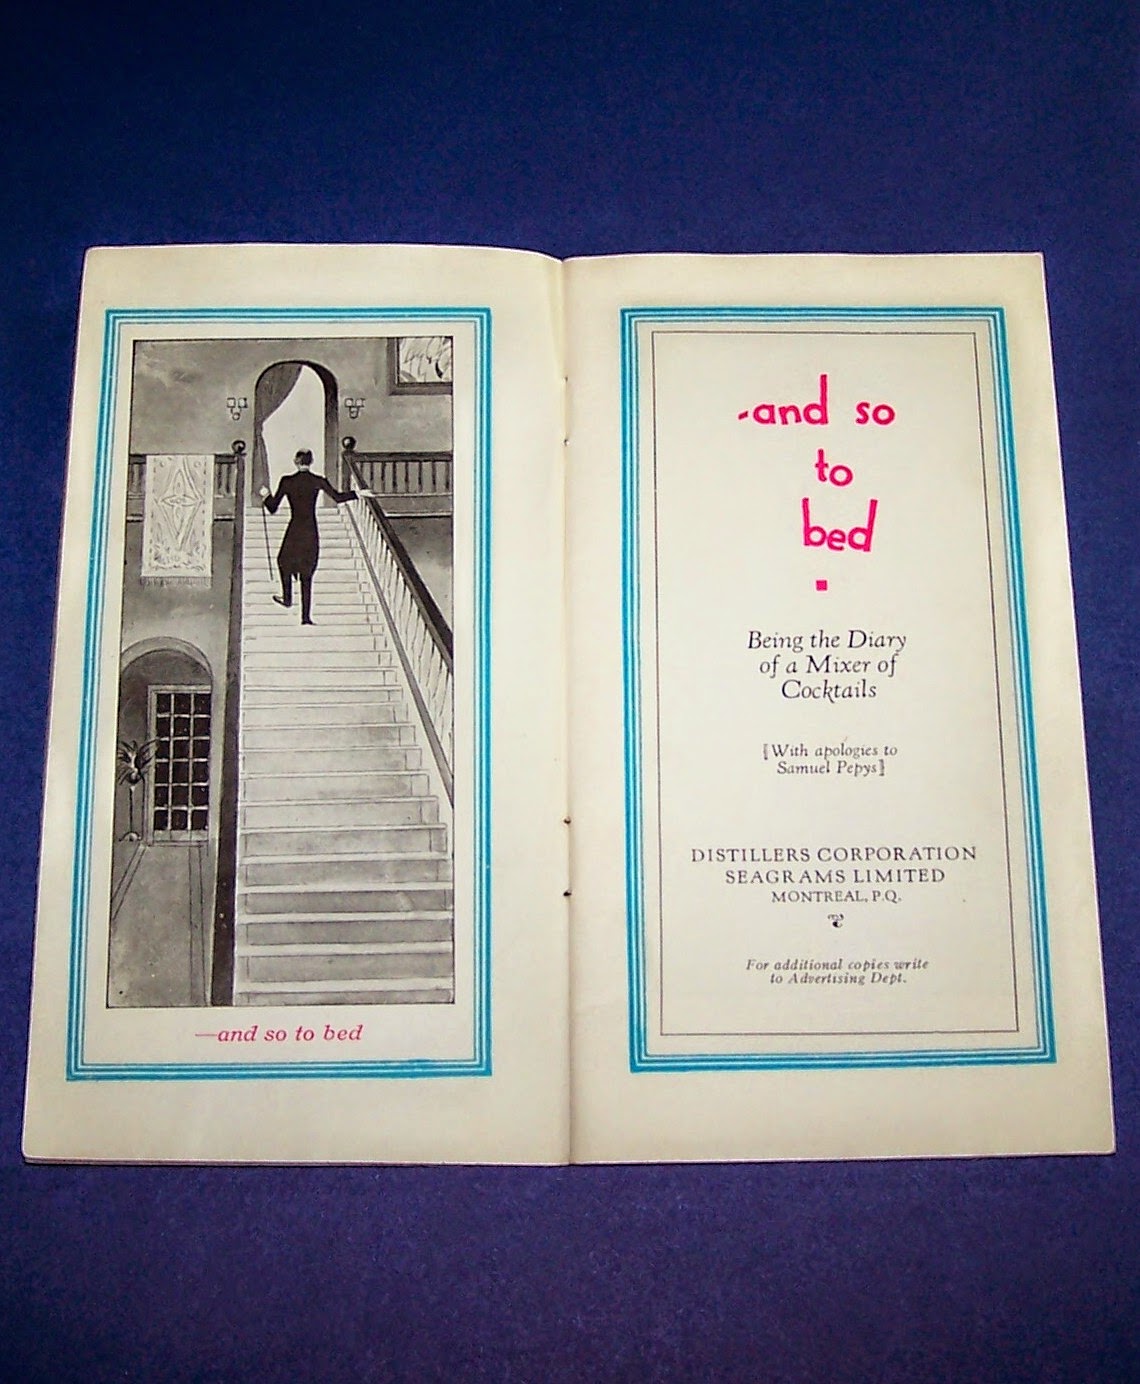 —and so to bed
-and so
to
bed
Being the Diary
of a Mixer of
Cocktails
[With apologies to
Samuel Pepys]
DISTILLERS CORPORATION
SEAGRAMS LIMITED
MONTREAL, P.Q.
For additional copies write
to Advertising Dept.